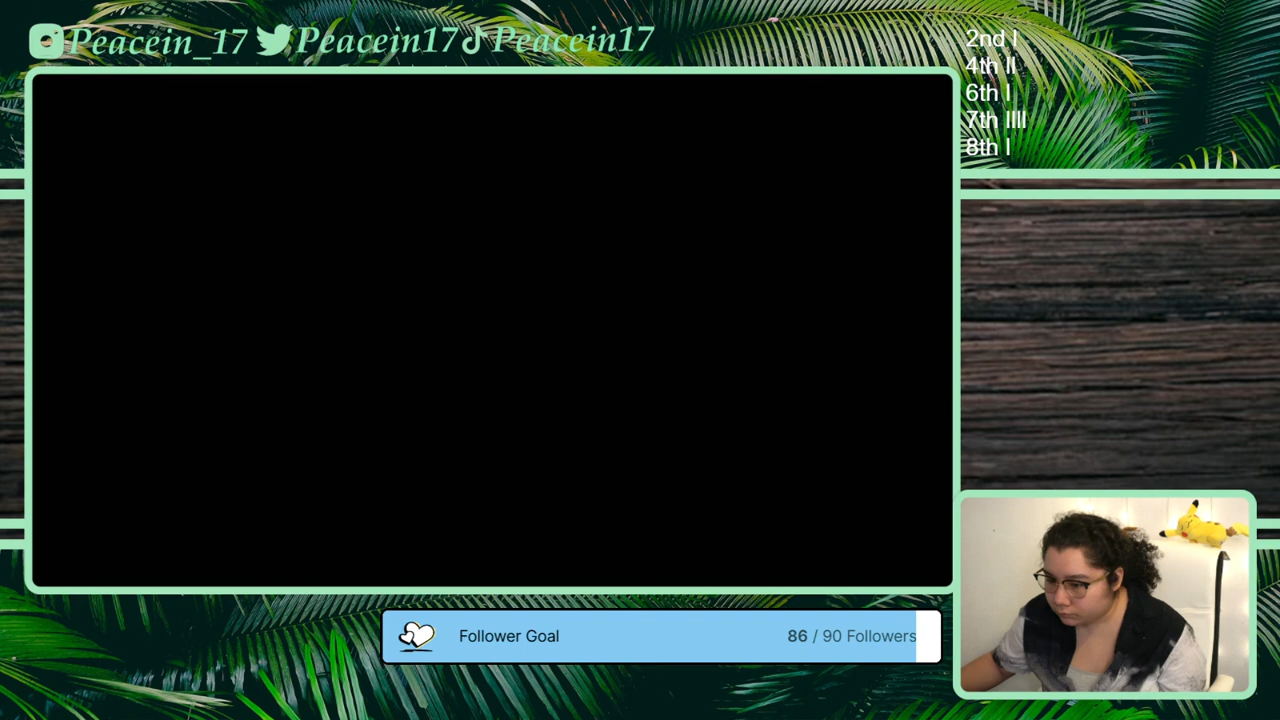 Peacein_17 Peacein17 Peacein17
2nd I
4th II
6th I
7th IIII
8th I
Follower Goal 86 / 90 Followers